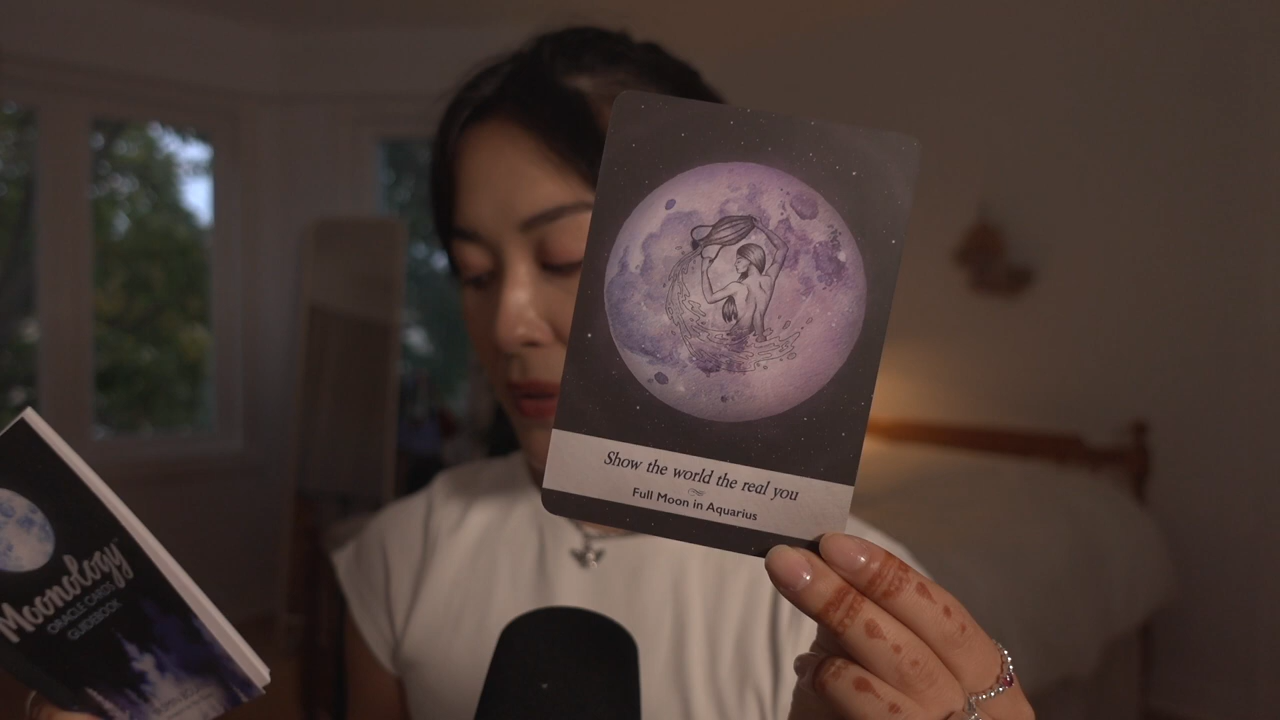 Show the world the real you
Full Moon in Aquarius
Moonology
ORACLE CARDS
GUIDEBOOK